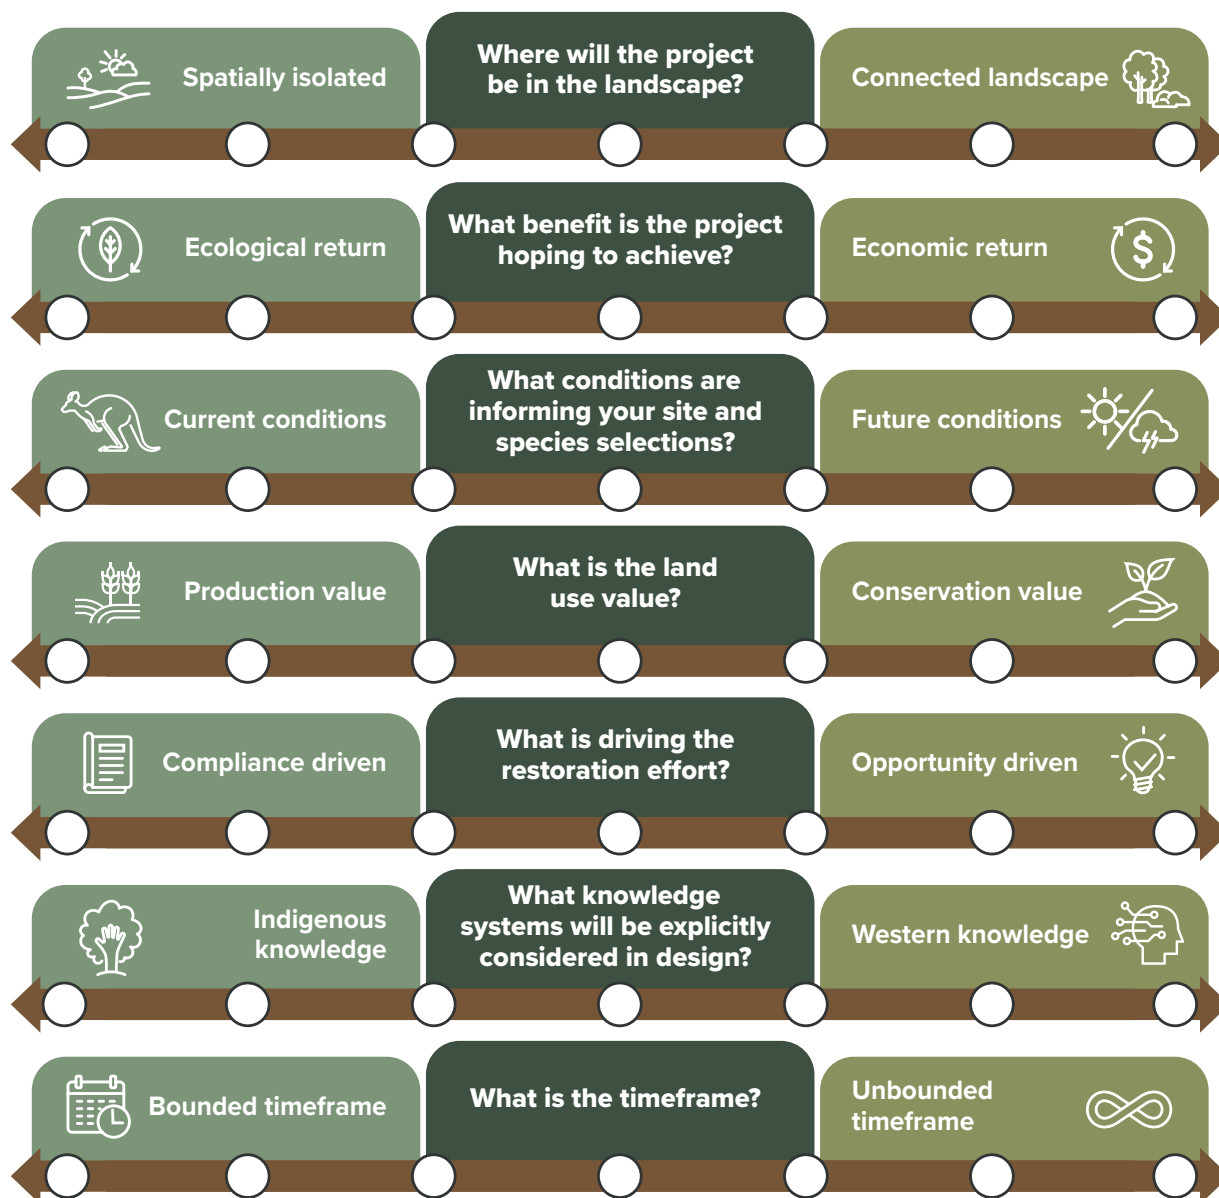 Spatially isolated
Where will the project
be in the landscape?
Connected landscape
Ecological return
What benefit is the project
hoping to achieve?
Economic return
$
Current conditions
What conditions are
informing your site and
species selections?
Future conditions
Production value
What is the land
use value?
Conservation value
Compliance driven
What is driving the
restoration effort?
Opportunity driven
Indigenous
knowledge
What knowledge
systems will be explicitly
considered in design?
Western knowledge
Bounded timeframe
What is the timeframe?
Unbounded
timeframe